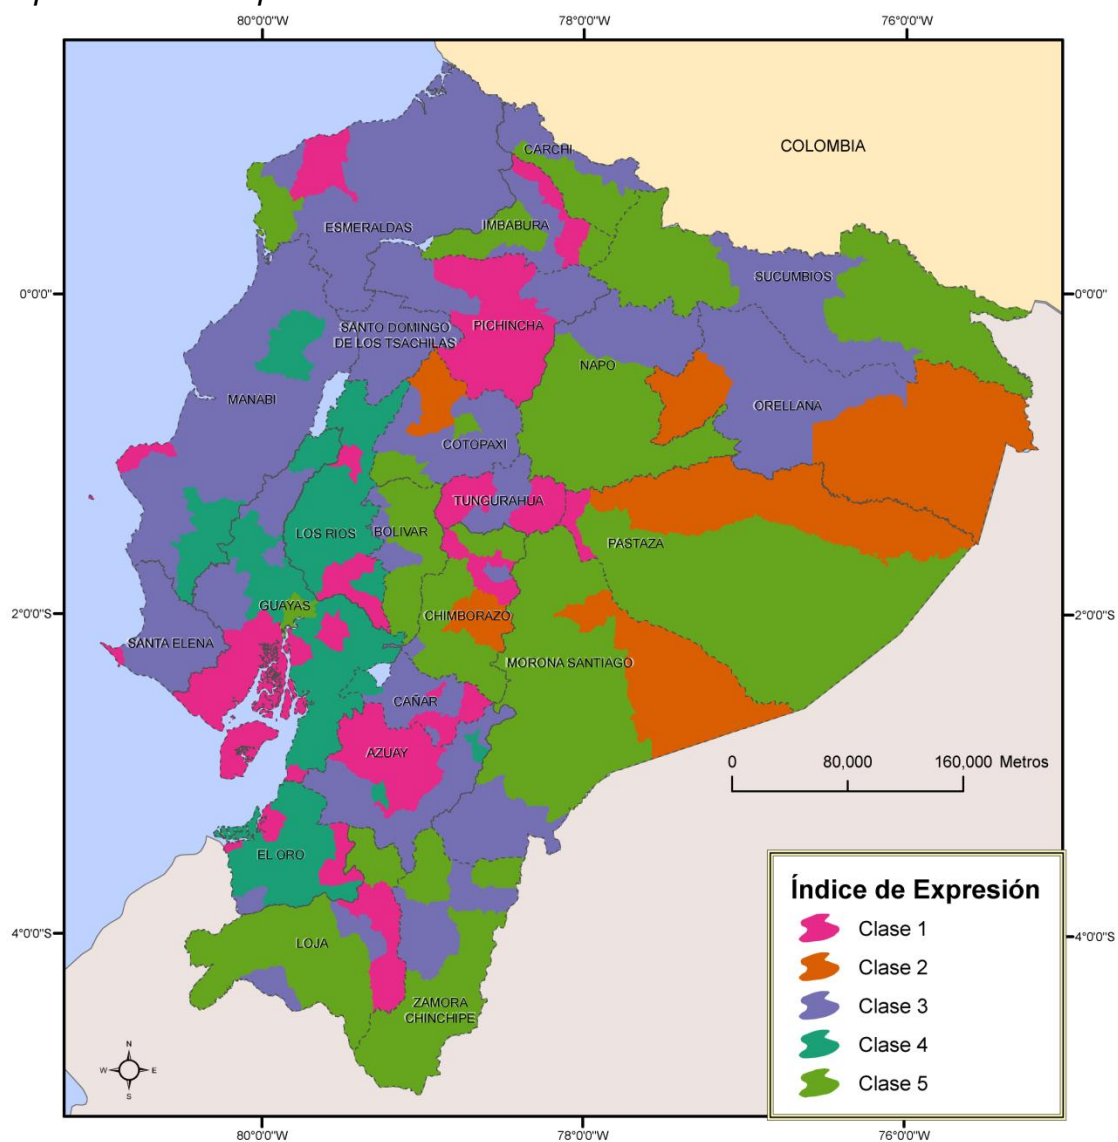 80°0'0"W 78°0'0"W 76°0'0"W
COLOMBIA
CARCHI
ESMERALDAS
IMBABURA
SUCUMBIOS
0°0'0"
0°0'0"
PICHINCHA
SANTO DOMINGO
DE LOS TSACHILAS
NAPO
MANABI
ORELLANA
COTOPAXI
TUNGURAHUA
LOS RIOS
BOLIVAR
PASTAZA
GUAYAS
CHIMBORAZO
2°0'0"S
2°0'0"S
SANTA ELENA
MORONA SANTIAGO
CAÑAR
AZUAY
0 80,000 160,000 Metros
EL ORO
Índice de Expresión
Clase 1
Clase 2
Clase 3
Clase 4
Clase 5
4°0'0"S
4°0'0"S
LOJA
ZAMORA
CHINCHIPE
N
W E
S
80°0'0"W 78°0'0"W 76°0'0"W